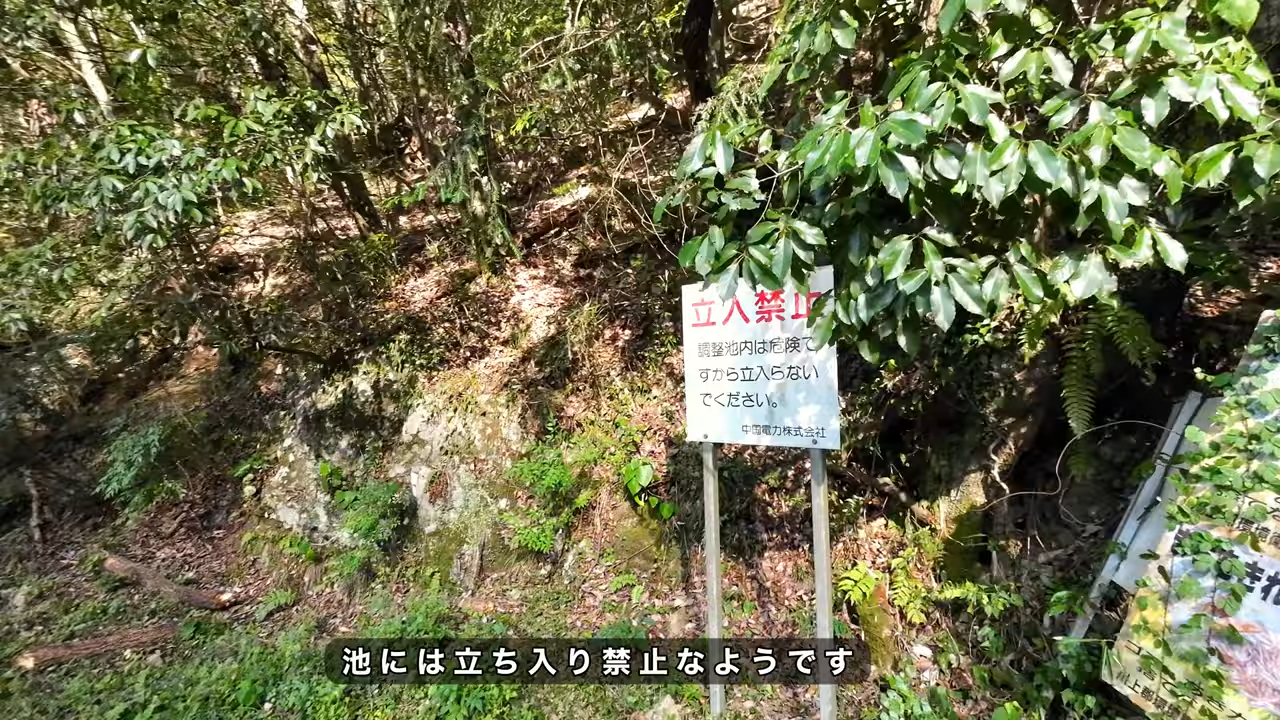 立入禁止
調整池内は危険で
すから立入らない
でください。
中国電力株式会社
池には立ち入り禁止なようです